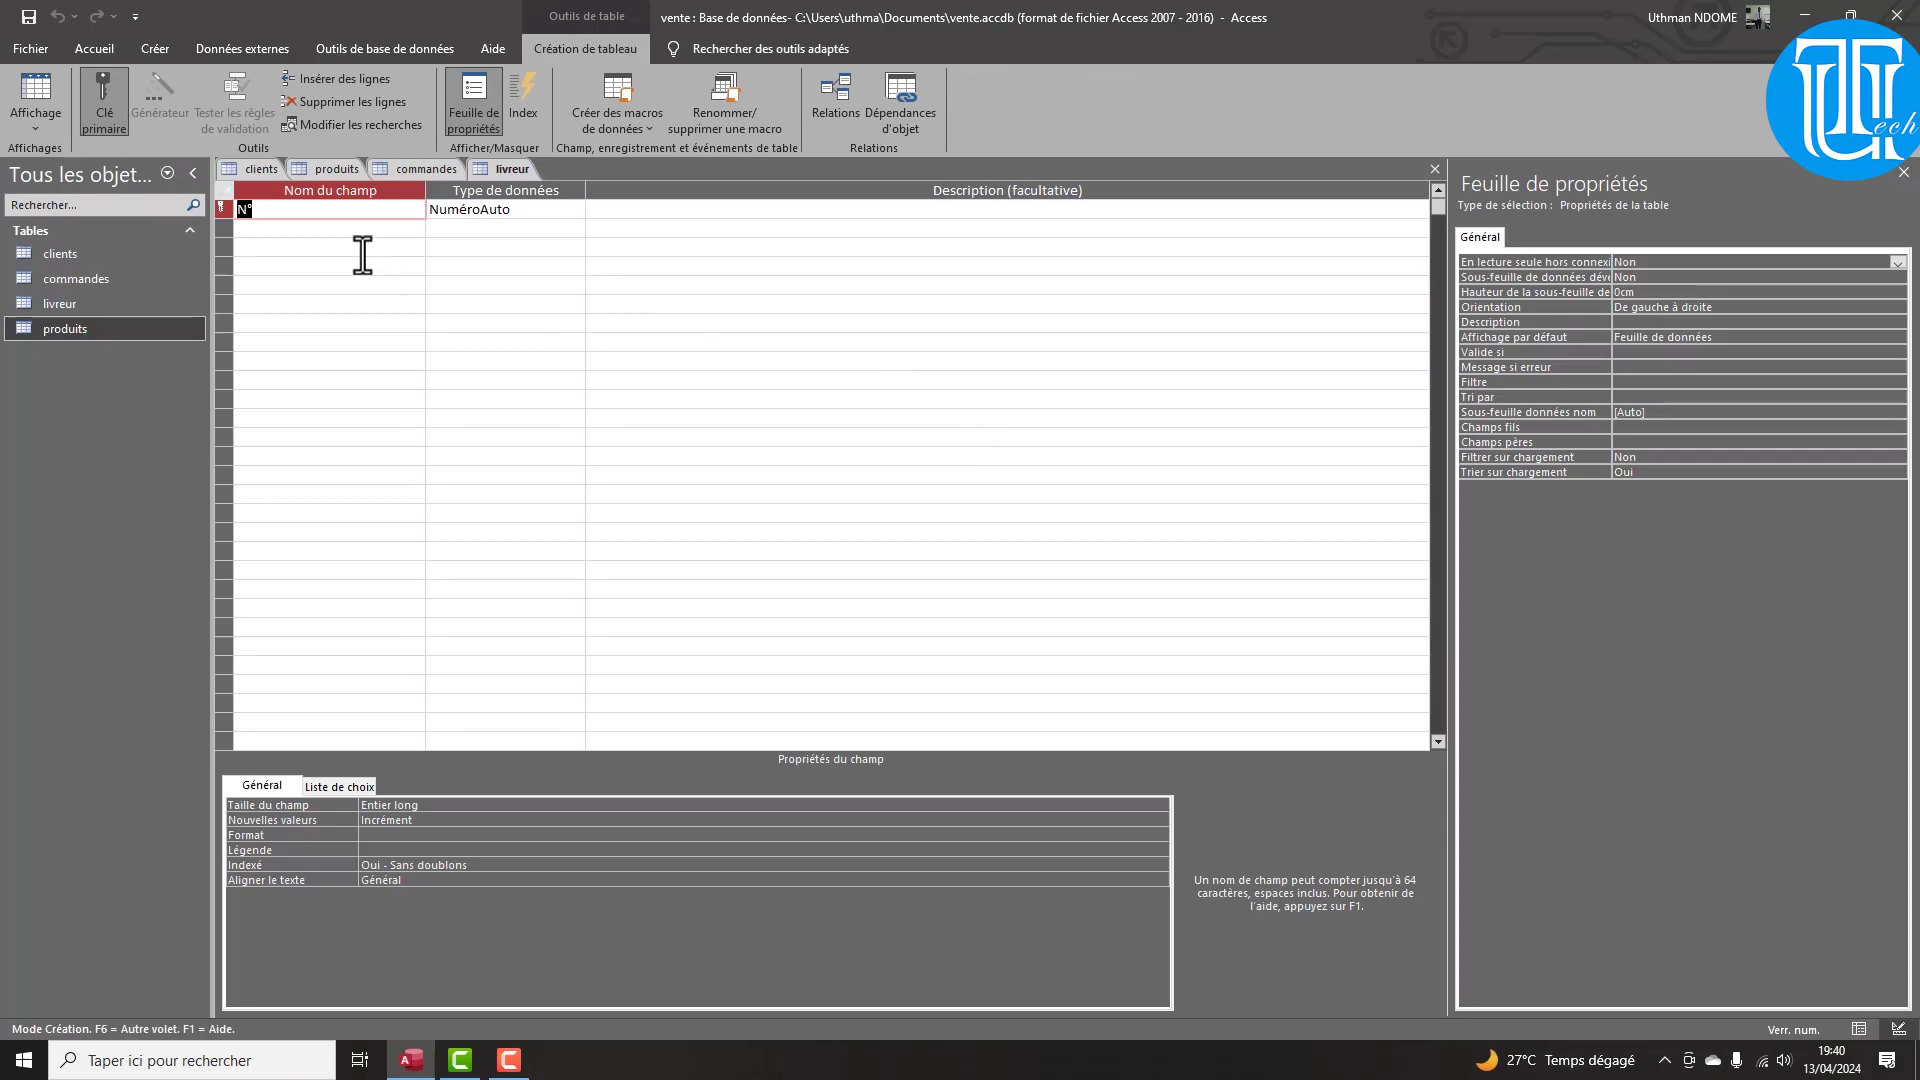 Outils de table
vente : Base de données- C:\Users\uthma\Documents\vente.accdb (format de fichier Access 2007 - 2016) - Access
Uthman NDOME
Fichier
Accueil
Créer
Données externes
Outils de base de données
Aide
Création de tableau
Rechercher des outils adaptés
Affichage
Clé primaire
Générateur
Tester les règles de validation
Insérer des lignes
Supprimer les lignes
Modifier les recherches
Feuille de propriétés
Index
Créer des macros de données
Renommer/ supprimer une macro
Relations
Dépendances d'objet
Affichages
Outils
Afficher/Masquer
Champ, enregistrement et événements de table
Relations
UTech
Tous les objet...
Rechercher...
Tables
clients
commandes
livreur
produits
clients
produits
commandes
livreur
Nom du champ
Type de données
Description (facultative)
N°
NuméroAuto
Propriétés du champ
Général
Liste de choix
Taille du champ
Entier long
Nouvelles valeurs
Incrément
Format
Légende
Indexé
Oui - Sans doublons
Aligner le texte
Général
Un nom de champ peut compter jusqu'à 64
caractères, espaces inclus. Pour obtenir de
l'aide, appuyez sur F1.
Feuille de propriétés
Type de sélection : Propriétés de la table
Général
En lecture seule hors connexi
Non
Sous-feuille de données déve
Non
Hauteur de la sous-feuille de
0cm
Orientation
De gauche à droite
Description
Affichage par défaut
Feuille de données
Valide si
Message si erreur
Filtre
Tri par
Sous-feuille données nom
[Auto]
Champs fils
Champs pères
Filtrer sur chargement
Non
Trier sur chargement
Oui
Mode Création. F6 = Autre volet. F1 = Aide.
Verr. num.
Taper ici pour rechercher
27°C Temps dégagé
19:40
13/04/2024